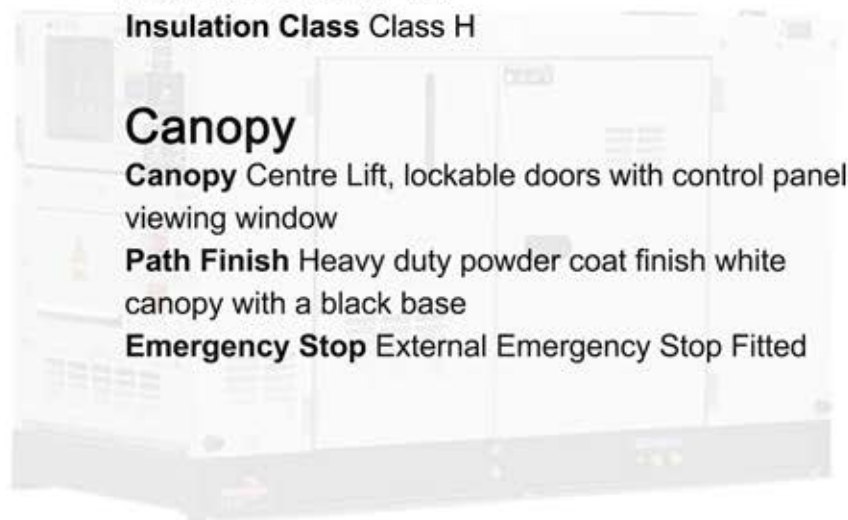 Insulation Class Class H
Canopy
Canopy Centre Lift, lockable doors with control panel
viewing window
Path Finish Heavy duty powder coat finish white
canopy with a black base
Emergency Stop External Emergency Stop Fitted